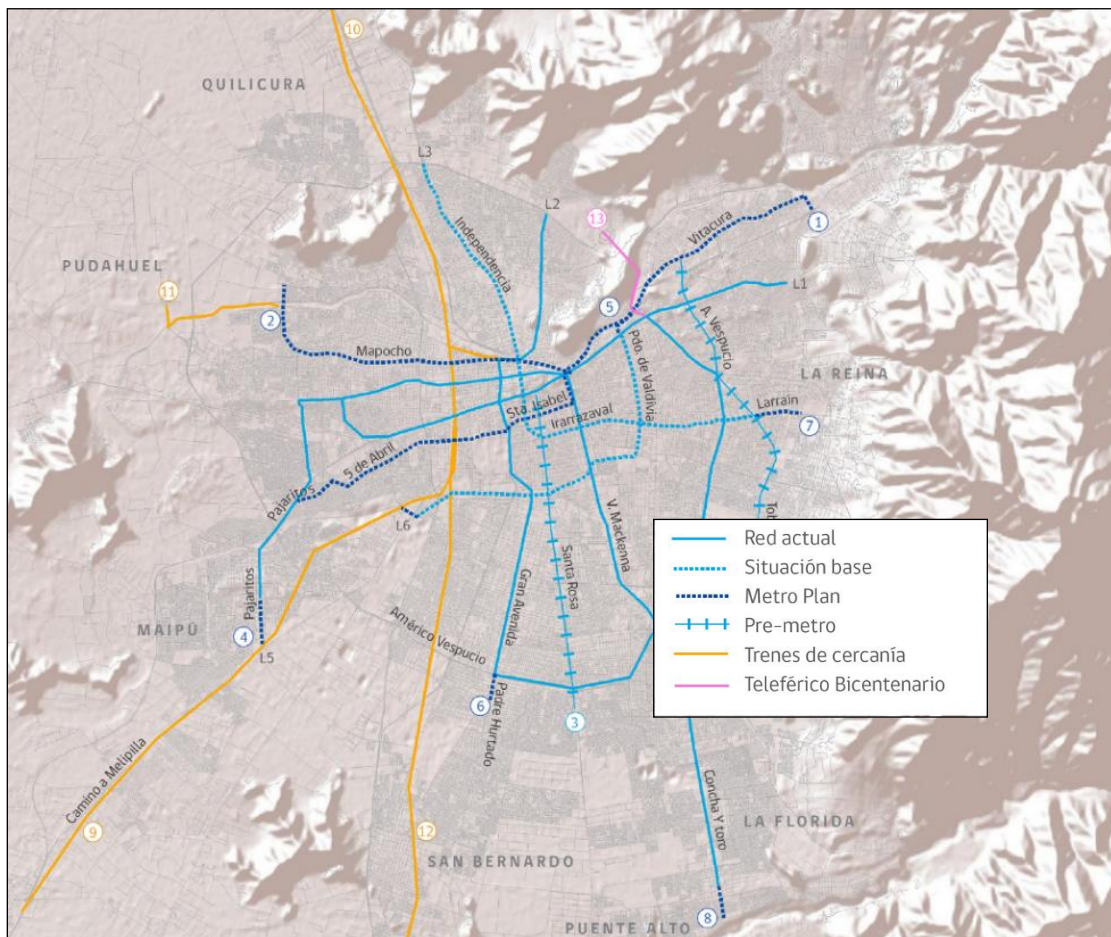 10
QUILICURA
L3
L2
13
1
Independencia
Vitacura
PUDAHUEL
11
L1
2
5
A. Vespucio
Mapocho
pdo. de Valdivia
LA REINA
Sta. Isabel
Irarrazaval
Larrain
7
5 de Abril
Pajaritos
L6
V. Mackenna
Tob
Santa Rosa
Gran Avenida
Pajaritos
Américo Vespucio
MAIPÚ
4
L5
6
Padre Hurtado
3
Red actual
Situación base
Metro Plan
Pre-metro
Trenes de cercanía
Teleférico Bicentenario
Camino a Melipilla
Concha Y toro
9
12
LA FLORIDA
SAN BERNARDO
PUENTE ALTO
8